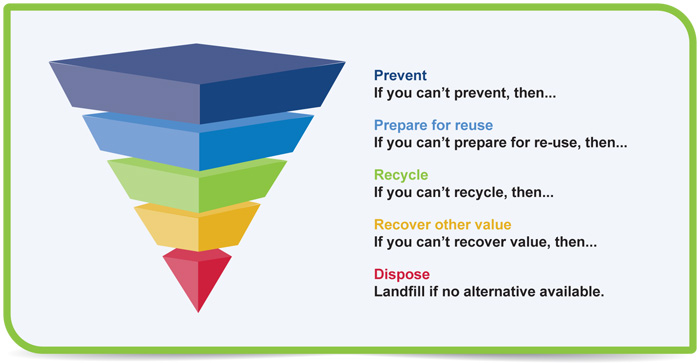 Prevent
If you can't prevent, then...
Prepare for reuse
If you can't prepare for re-use, then...
Recycle
If you can't recycle, then...
Recover other value
If you can't recover value, then...
Dispose
Landfill if no alternative available.